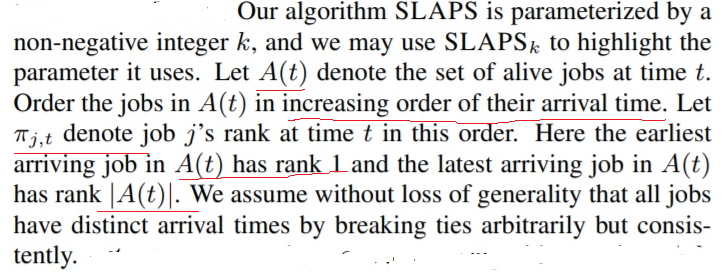 Our algorithm SLAPS is parameterized by a
non-negative integer k, and we may use SLAPSₖ to highlight the
parameter it uses. Let A(t) denote the set of alive jobs at time t.
Order the jobs in A(t) in increasing order of their arrival time. Let
πⱼ,ₜ denote job j's rank at time t in this order. Here the earliest
arriving job in A(t) has rank 1 and the latest arriving job in A(t)
has rank |A(t)|. We assume without loss of generality that all jobs
have distinct arrival times by breaking ties arbitrarily but consis-
tently.